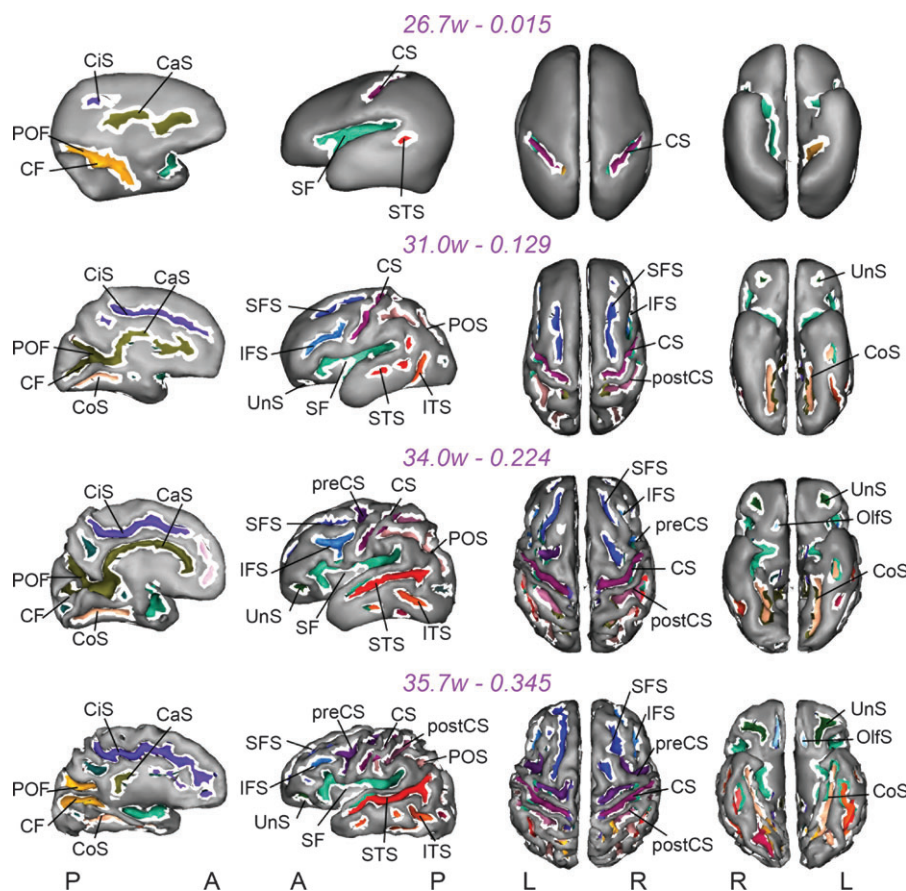 26.7w - 0.015
CiS CaS CS
POF
CF SF CS
STS
31.0w - 0.129
CiS CaS CS SFS UnS
SFS IFS
POF IFS POS CS
CF UnS postCS CoS
CoS SF STS ITS
34.0w - 0.224
preCS CS SFS UnS
CiS CaS SFS IFS OlfS
POF IFS POS preCS
CF UnS CS CoS
CoS SF STS ITS postCS
35.7w - 0.345
preCS CS SFS UnS
CiS CaS SFS postCS IFS OlfS
POF IFS POS preCS
CF UnS CS CoS
CoS SF STS ITS postCS
P A A P L R R L